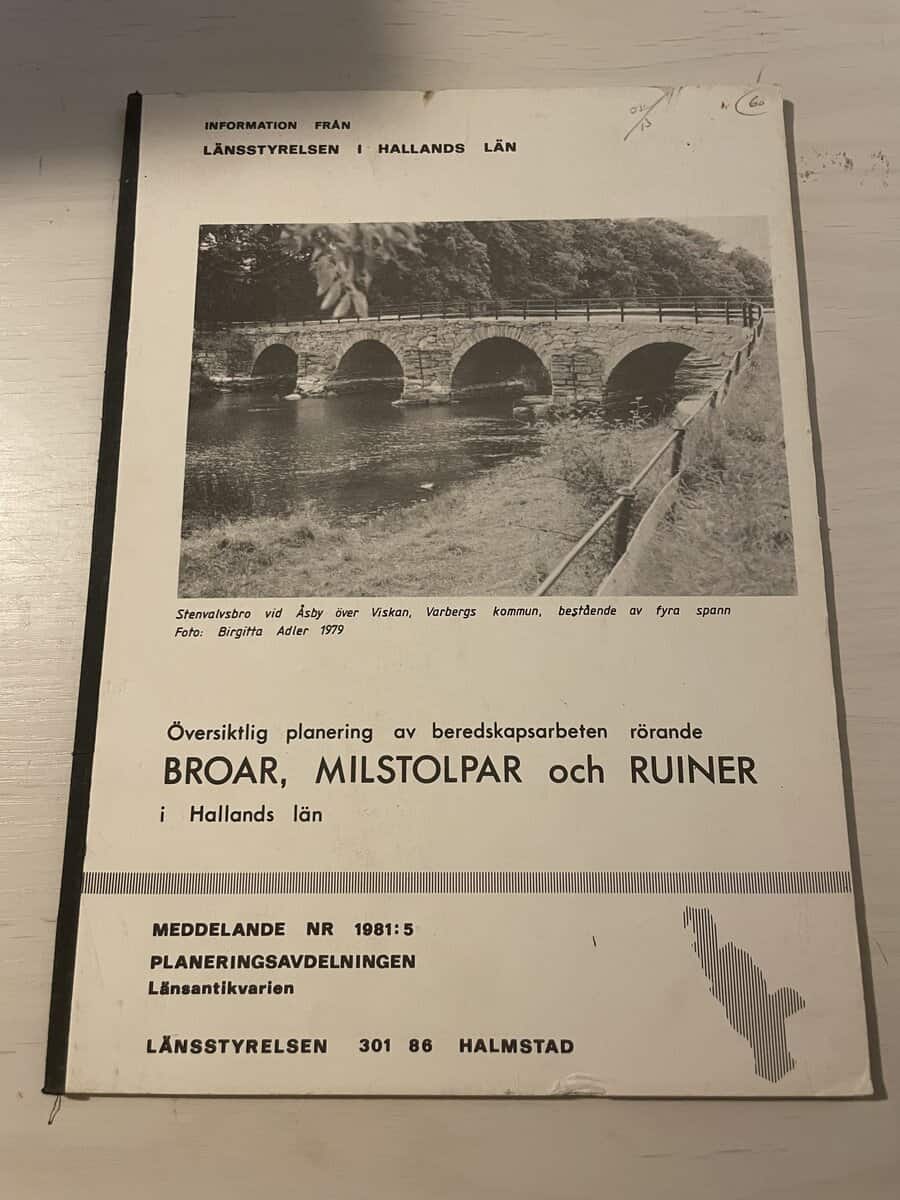 INFORMATION FRÅN
LÄNSSTYRELSEN I HALLANDS LÄN
60
Stenvalvsbro vid Åsby över Viskan, Varbergs kommun, bestående av fyra spann
Foto: Birgitta Adler 1979
Översiktlig planering av beredskapsarbeten rörande
BROAR, MILSTOLPAR och RUINER
i Hallands län
MEDDELANDE NR 1981:5
PLANERINGSAVDELNINGEN
Länsantikvarien
LÄNSSTYRELSEN 301 86 HALMSTAD